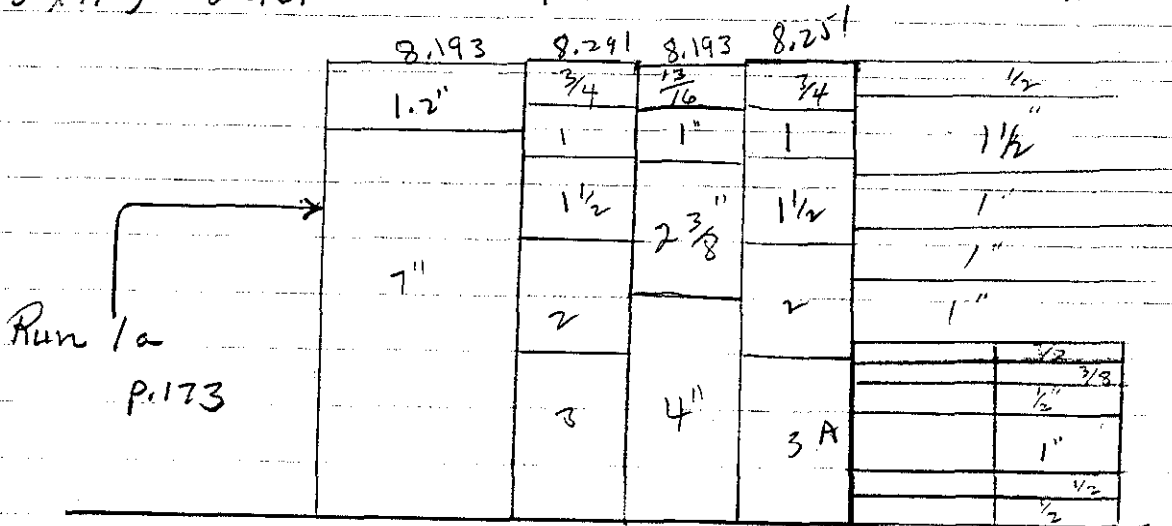 8.193 8.291 8.193 8.251
1.2" 3/4 13/16 3/4 1/2
1 1" 1 1 1/2"
1 1/2 2 3/8" 1 1/2 1"
7" 1"
2 2 1"
Run 1a
p.173
3 4" 3 A
1/2
3/8
1/2"
1"
1/2
1/2